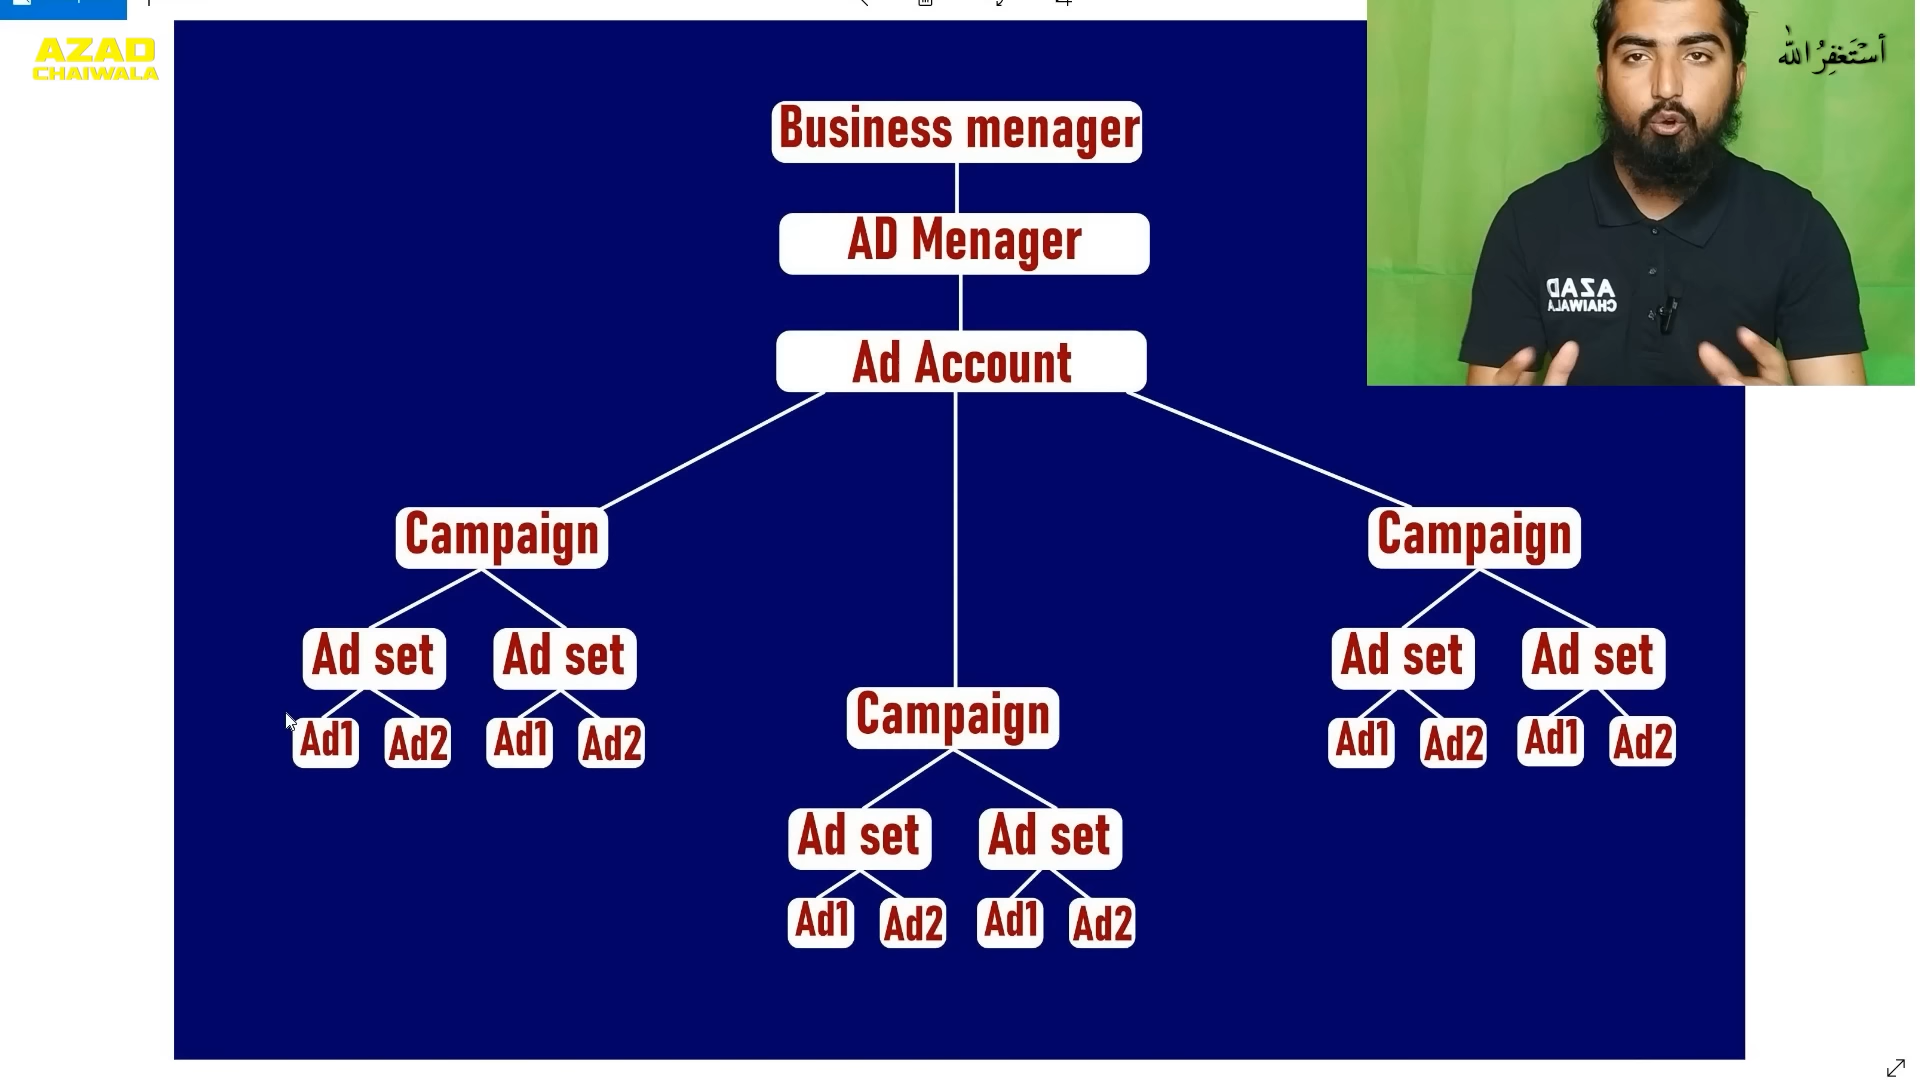 AZAD
CHAIWALA
أستغفر الله
Business menager
AD Menager
Ad Account
Campaign
Campaign
Ad set
Ad set
Ad set
Ad set
Ad1
Ad2
Ad1
Ad2
Ad1
Ad2
Ad1
Ad2
Campaign
Ad set
Ad set
Ad1
Ad2
Ad1
Ad2
AZAD
CHAIWALA